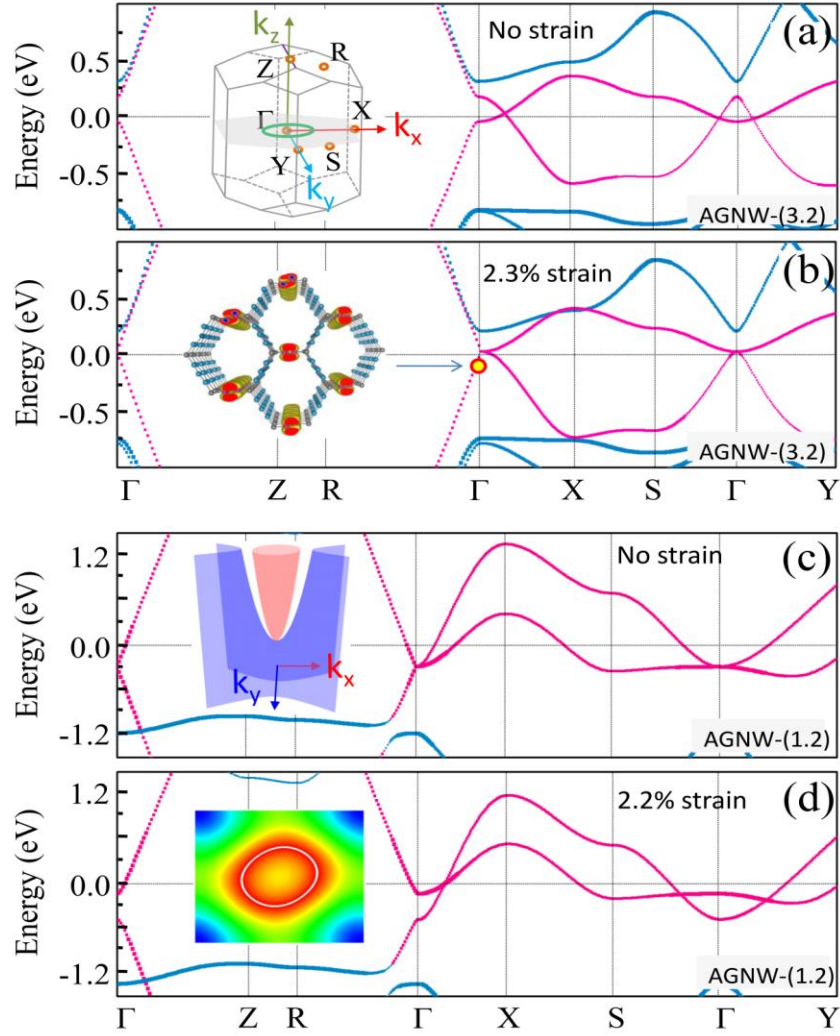 No strain
(a)
Energy (eV)
0.5
0.0
-0.5
k_z
Z
R
Γ
X
k_x
Y
S
k_y
AGNW-(3.2)
2.3% strain
(b)
Energy (eV)
0.5
0.0
-0.5
AGNW-(3.2)
Γ Z R Γ X S Γ Y
No strain
(c)
Energy (eV)
1.2
0.0
-1.2
k_x
k_y
AGNW-(1.2)
2.2% strain
(d)
Energy (eV)
1.2
0.0
-1.2
AGNW-(1.2)
Γ Z R Γ X S Γ Y